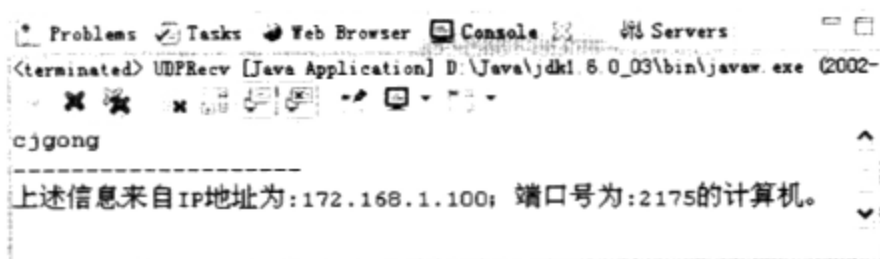 Problems Tasks Web Browser Console Servers
<terminated> UDPRecv [Java Application] D:\Java\jdk1.6.0_03\bin\javaw.exe (2002-
cjgong
--------------------
上述信息来自IP地址为:172.168.1.100; 端口号为:2175的计算机。